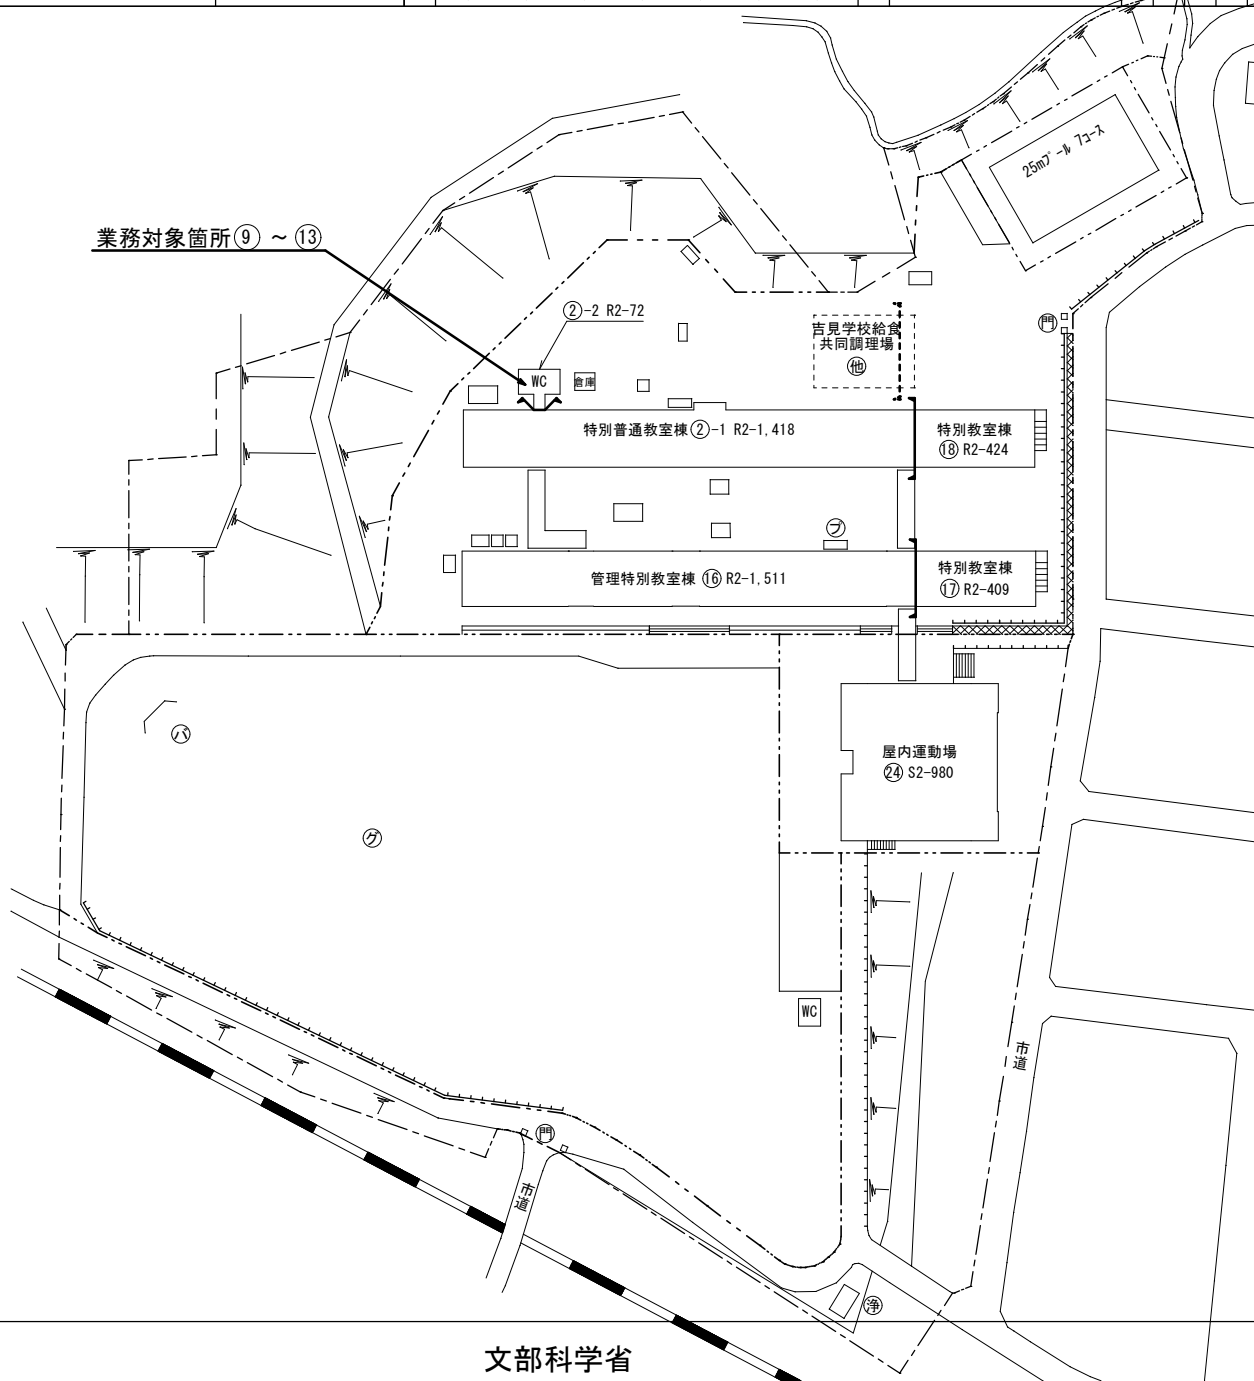 25mプール 7コース
業務対象箇所⑨ ~ ⑬
②-2 R2-72
門
吉見学校給食
共同調理場
他
WC
倉庫
特別普通教室棟②-1 R2-1,418
特別教室棟
⑱ R2-424
プ
管理特別教室棟 ⑯ R2-1,511
特別教室棟
⑰ R2-409
バ
屋内運動場
㉔ S2-980
グ
WC
市道
門
市道
浄
文部科学省